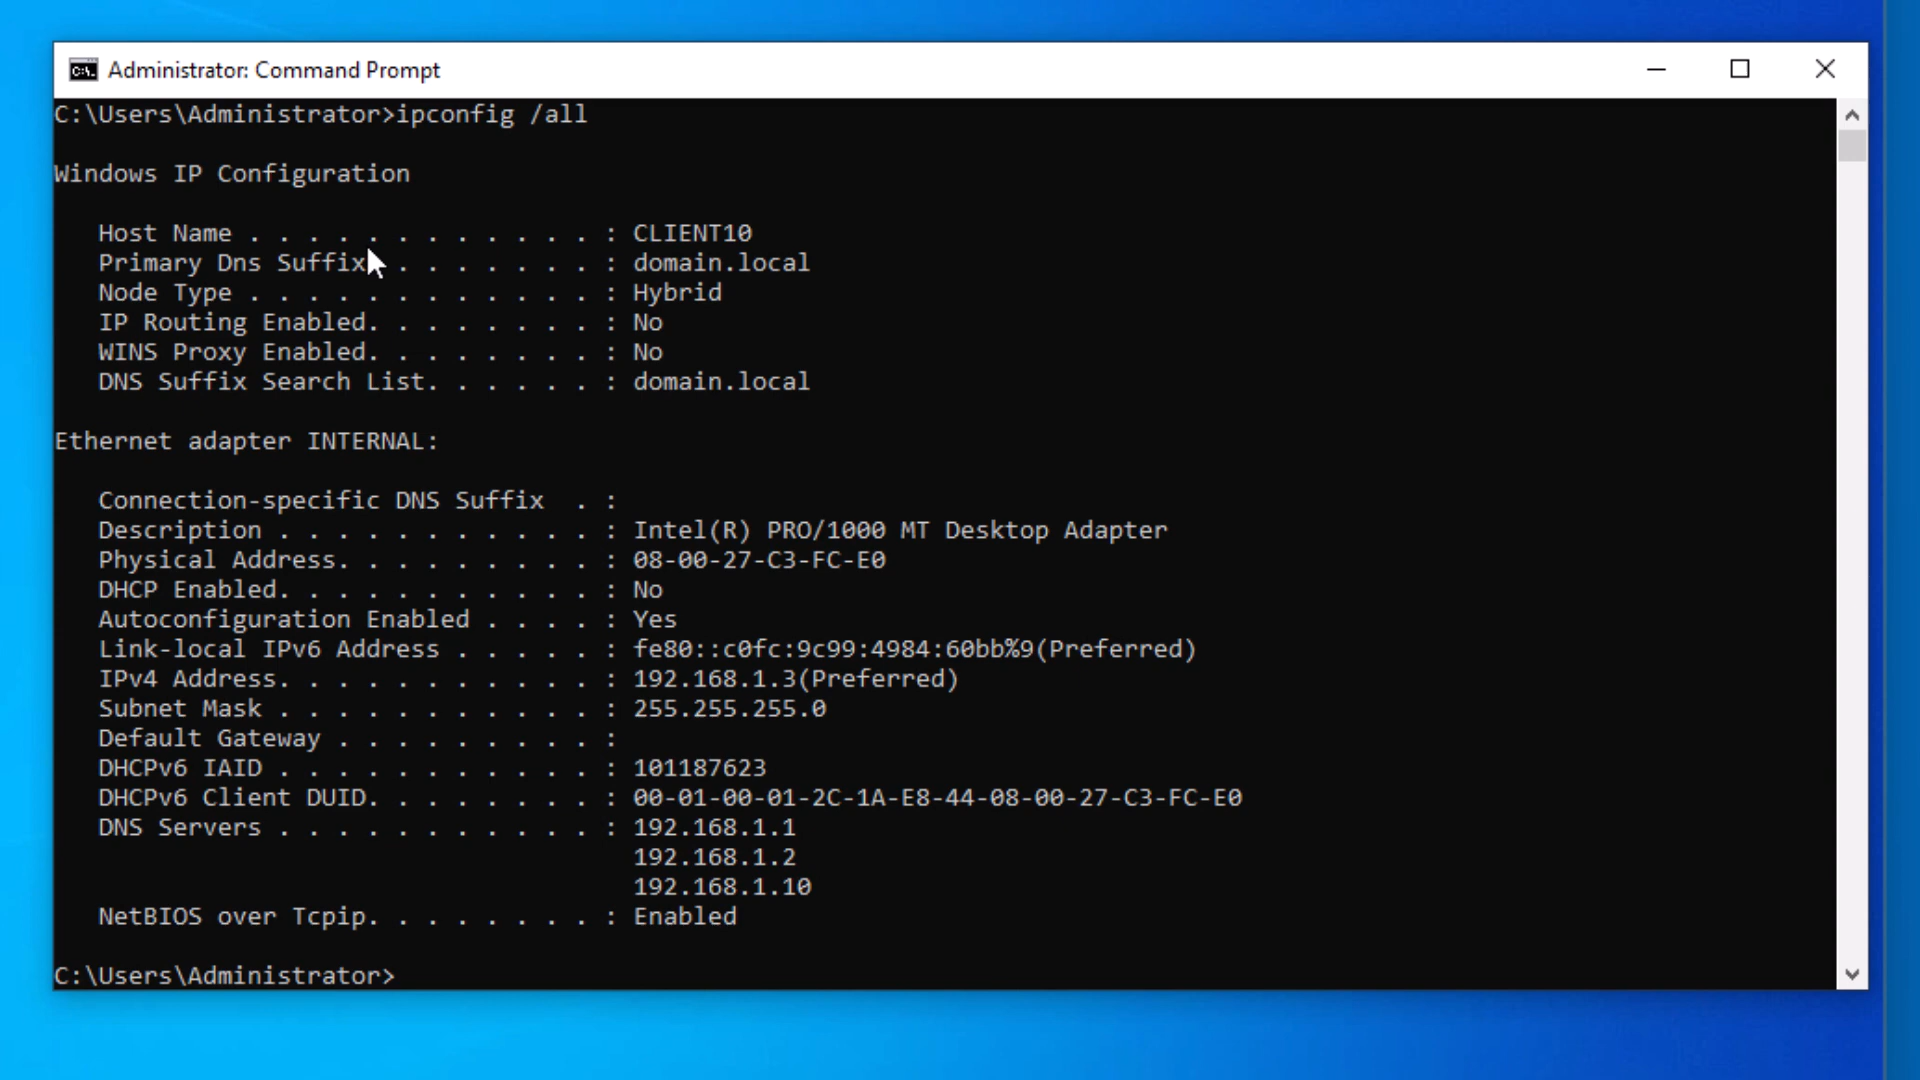 Administrator: Command Prompt
C:\Users\Administrator>ipconfig /all
Windows IP Configuration
Host Name . . . . . . . . . . . . : CLIENT10
Primary Dns Suffix . . . . . . . : domain.local
Node Type . . . . . . . . . . . . : Hybrid
IP Routing Enabled. . . . . . . . : No
WINS Proxy Enabled. . . . . . . . : No
DNS Suffix Search List. . . . . . : domain.local
Ethernet adapter INTERNAL:
Connection-specific DNS Suffix . :
Description . . . . . . . . . . . : Intel(R) PRO/1000 MT Desktop Adapter
Physical Address. . . . . . . . . : 08-00-27-C3-FC-E0
DHCP Enabled. . . . . . . . . . . : No
Autoconfiguration Enabled . . . . : Yes
Link-local IPv6 Address . . . . . : fe80::c0fc:9c99:4984:60bb%9(Preferred)
IPv4 Address. . . . . . . . . . . : 192.168.1.3(Preferred)
Subnet Mask . . . . . . . . . . . : 255.255.255.0
Default Gateway . . . . . . . . . :
DHCPv6 IAID . . . . . . . . . . . : 101187623
DHCPv6 Client DUID. . . . . . . . : 00-01-00-01-2C-1A-E8-44-08-00-27-C3-FC-E0
DNS Servers . . . . . . . . . . . : 192.168.1.1
192.168.1.2
192.168.1.10
NetBIOS over Tcpip. . . . . . . . : Enabled
C:\Users\Administrator>